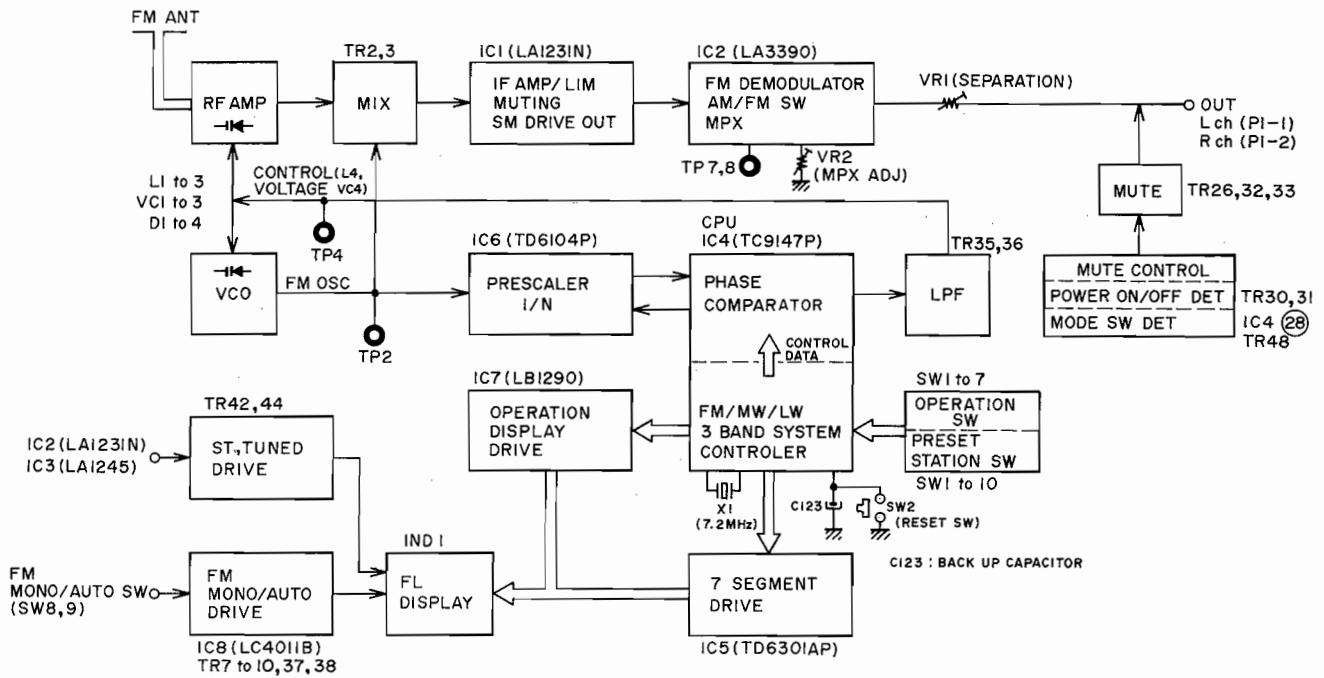 FM ANT
RF AMP
TR2,3
MIX
IC1 (LA1231N)
IF AMP/LIM
MUTING
SM DRIVE OUT
IC2 (LA3390)
FM DEMODULATOR
AM/FM SW
MPX
VR1 (SEPARATION)
OUT
L ch (P1-1)
R ch (P1-2)
TP7,8
VR2
(MPX ADJ)
MUTE
TR26,32,33
L1 to 3
VC1 to 3
D1 to 4
CONTROL (L4,
VOLTAGE VC4)
TP4
VCO
FM OSC
TP2
IC6 (TD6104P)
PRESCALER
1/N
CPU
IC4 (TC9147P)
PHASE
COMPARATOR
CONTROL
DATA
FM/MW/LW
3 BAND SYSTEM
CONTROLER
TR35,36
LPF
MUTE CONTROL
POWER ON/OFF DET
MODE SW DET
TR30,31
IC4 28
TR48
IC7 (LB1290)
OPERATION
DISPLAY
DRIVE
SW1 to 7
OPERATION
SW
PRESET
STATION SW
SW1 to 10
X1
(7.2MHz)
C123
SW2
(RESET SW)
C123 : BACK UP CAPACITOR
TR42,44
IC2 (LA1231N)
IC3 (LA1245)
ST., TUNED
DRIVE
IND 1
FL
DISPLAY
7 SEGMENT
DRIVE
IC5 (TD6301AP)
FM
MONO/AUTO SW
(SW8,9)
FM
MONO/AUTO
DRIVE
IC8 (LC4011B)
TR7 to 10,37,38